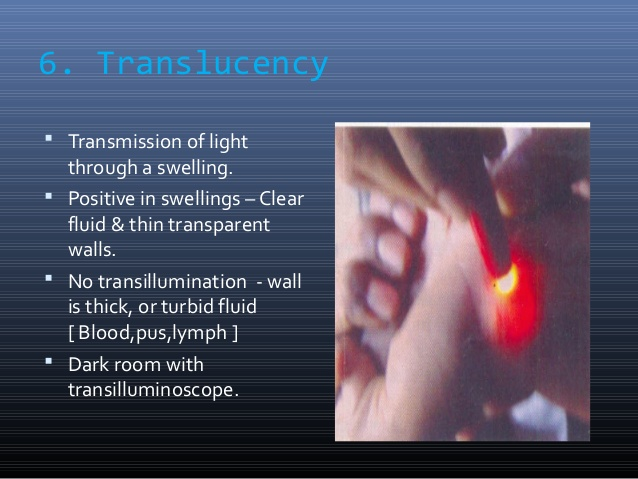 6. Translucency
▪ Transmission of light
through a swelling.
▪ Positive in swellings – Clear
fluid & thin transparent
walls.
▪ No transillumination - wall
is thick, or turbid fluid
[ Blood,pus,lymph ]
▪ Dark room with
transilluminoscope.